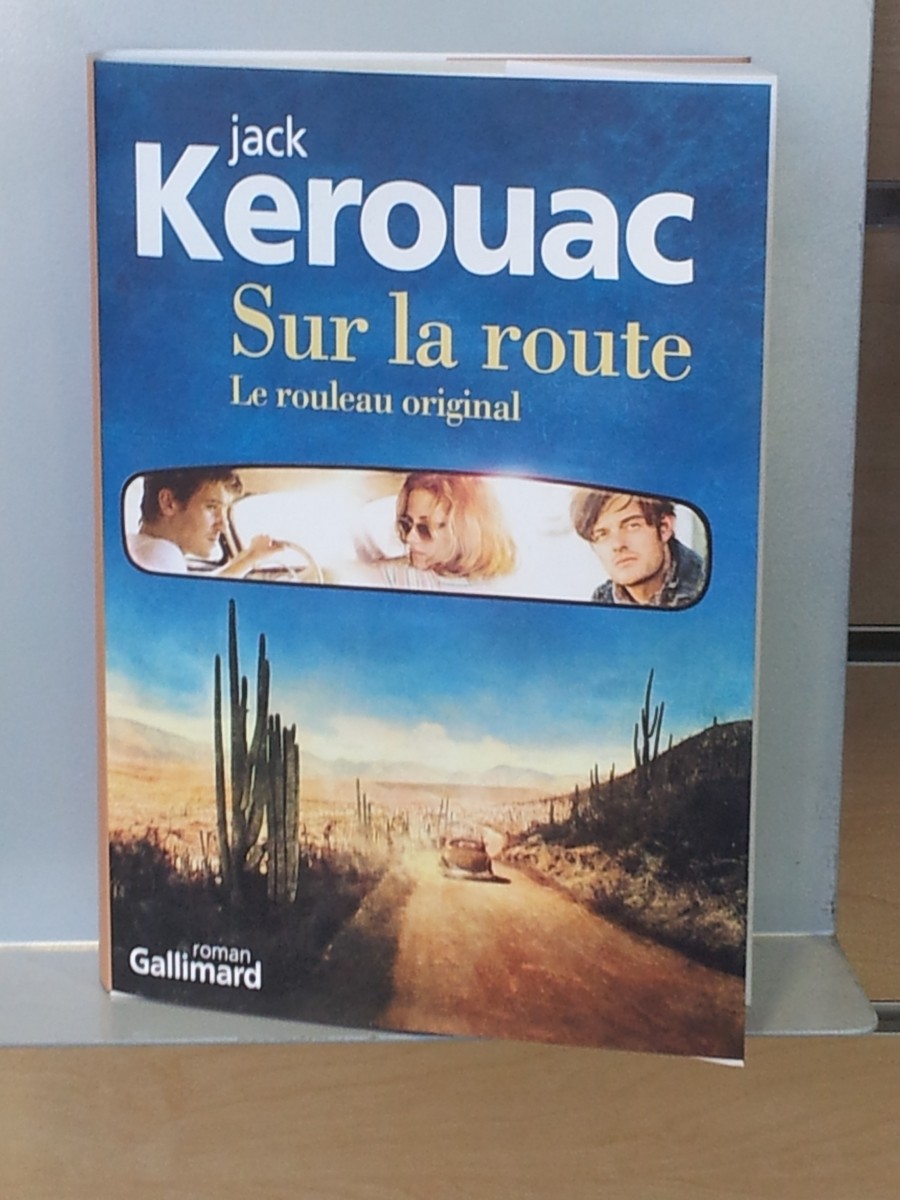 jack
Kerouac
Sur la route
Le rouleau original
roman
Gallimard